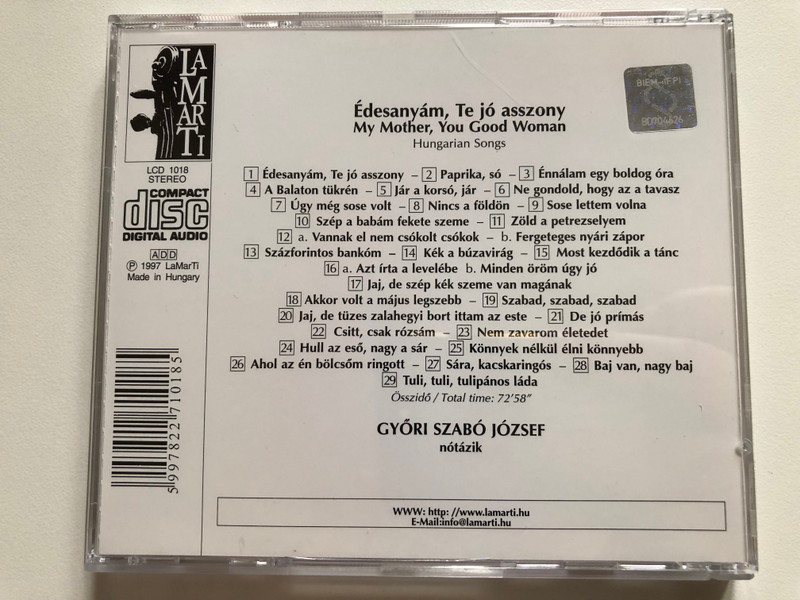 LA
MAR
TI
LCD 1018
STEREO
COMPACT
disc
DIGITAL AUDIO
ADD
Ⓟ 1997 LaMarTi
Made in Hungary
5 997822 710185
BIEM-IFPI
BD704626
Édesanyám, Te jó asszony
My Mother, You Good Woman
Hungarian Songs
1 Édesanyám, Te jó asszony – 2 Paprika, só – 3 Énnálam egy boldog óra
4 A Balaton tükrén – 5 Jár a korsó, jár – 6 Ne gondold, hogy az a tavasz
7 Úgy még sose volt – 8 Nincs a földön – 9 Sose lettem volna
10 Szép a babám fekete szeme – 11 Zöld a petrezselyem
12 a. Vannak el nem csókolt csókok – b. Fergeteges nyári zápor
13 Százforintos bankóm – 14 Kék a búzavirág – 15 Most kezdődik a tánc
16 a. Azt írta a levelébe b. Minden öröm úgy jó
17 Jaj, de szép kék szeme van magának
18 Akkor volt a május legszebb – 19 Szabad, szabad, szabad
20 Jaj, de tüzes zalahegyi bort ittam az este – 21 De jó prímás
22 Csitt, csak rózsám – 23 Nem zavarom életedet
24 Hull az eső, nagy a sár – 25 Könnyek nélkül élni könnyebb
26 Ahol az én bölcsőm ringott – 27 Sára, kacskaringós – 28 Baj van, nagy baj
29 Tuli, tuli, tulipános láda
Összidő / Total time: 72'58"
GYŐRI SZABÓ JÓZSEF
nótázik
WWW: http: //www.lamarti.hu
E-Mail:info@lamarti.hu